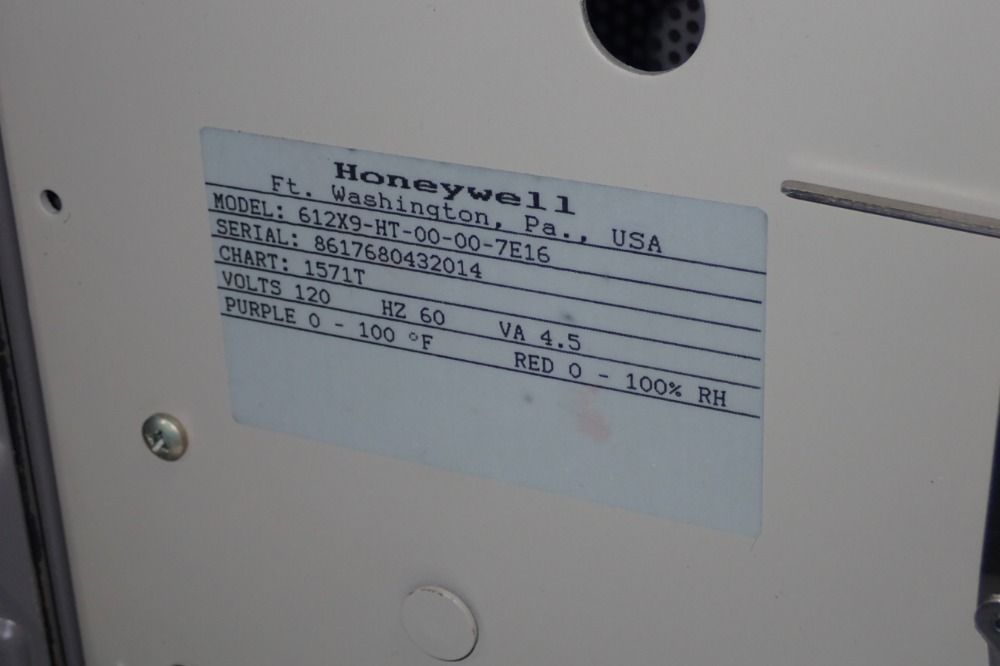 Honeywell
Ft. Washington, Pa., USA
MODEL: 612X9-HT-00-00-7E16
SERIAL: 8617680432014
CHART: 1571T
VOLTS 120 HZ 60 VA 4.5
PURPLE 0 - 100 °F RED 0 - 100% RH